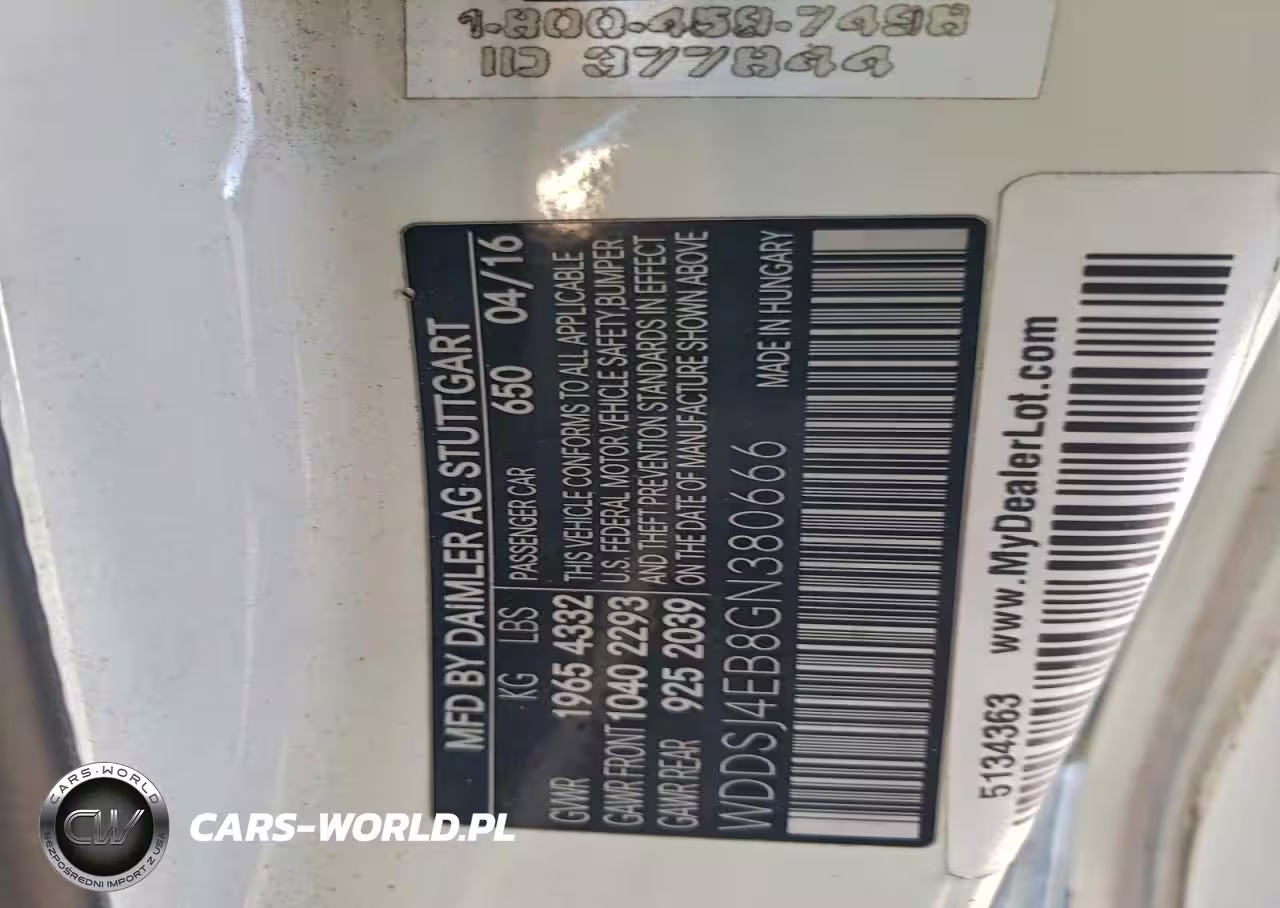 1-800-459-7498
ID 377844
MFD BY DAIMLER AG STUTTGART
KG LBS PASSENGER CAR 650 04/16
GVWR 1965 4332 THIS VEHICLE CONFORMS TO ALL APPLICABLE
GAWR FRONT 1040 2293 U.S. FEDERAL MOTOR VEHICLE SAFETY, BUMPER
GAWR REAR 925 2039 AND THEFT PREVENTION STANDARDS IN EFFECT
ON THE DATE OF MANUFACTURE SHOWN ABOVE
WDDSJ4EB8GN380666 MADE IN HUNGARY
5134363 www.MyDealerLot.com
CARS-WORLD
CW
BEZPOŚREDNI IMPORT Z USA
CARS-WORLD.PL